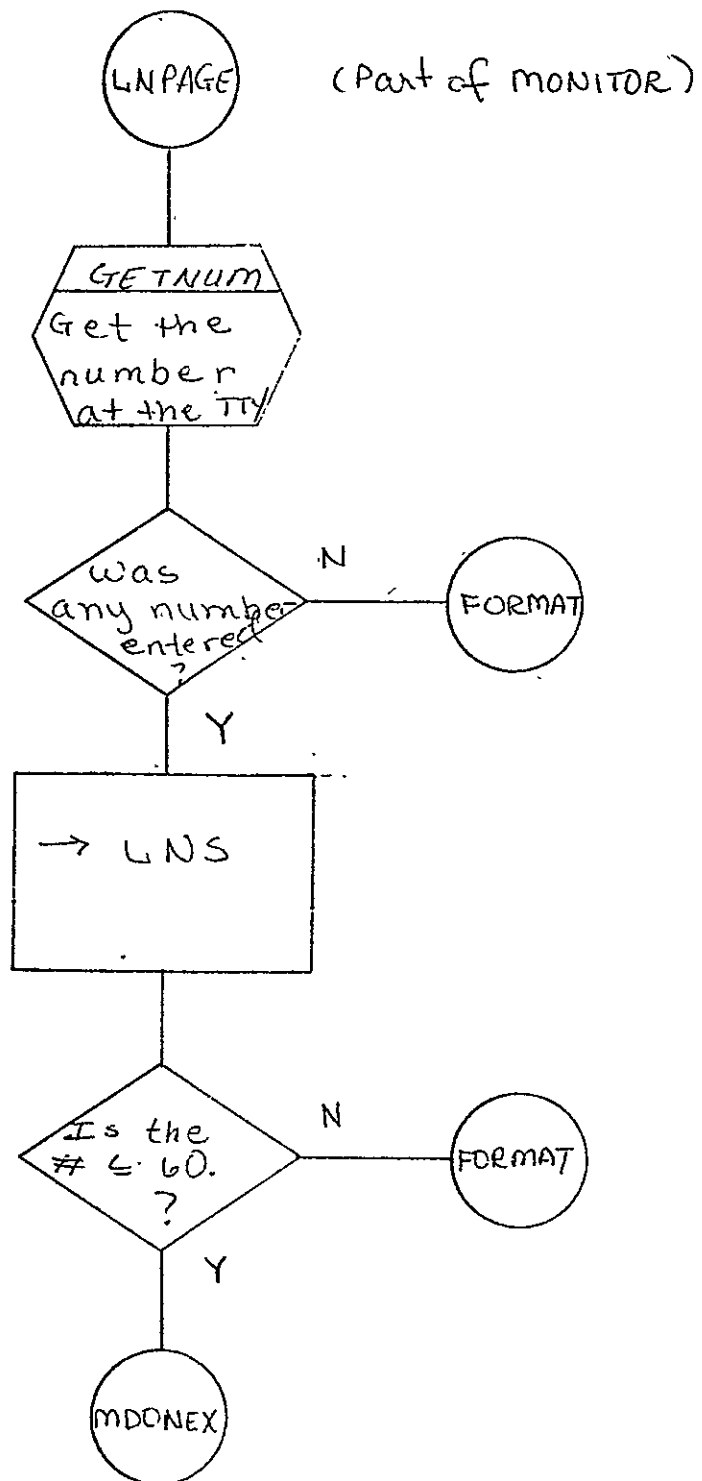 LNPAGE (Part of MONITOR)
GETNUM
Get the
number
at the TTY
was
any number
entered
?
N
FORMAT
Y
→ LNS
Is the
# ≤ 60.
?
N
FORMAT
Y
MDONEX